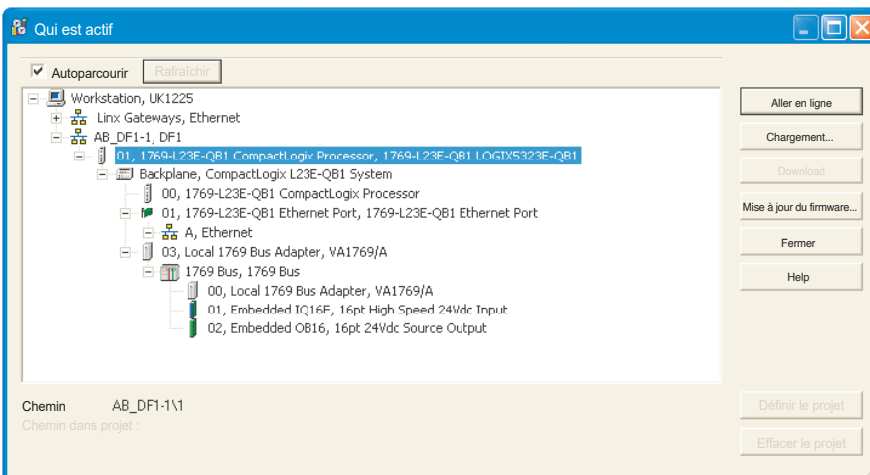 Qui est actif
Autoparcourir Rafraîchir
Workstation, UK1225
Linx Gateways, Ethernet
AB_DF1-1, DF1
01, 1769-L23E-QB1 CompactLogix Processor, 1769-L23E-QB1 LOGIX5323E-QB1
Backplane, CompactLogix L23E-QB1 System
00, 1769-L23E-QB1 CompactLogix Processor
01, 1769-L23E-QB1 Ethernet Port, 1769-L23E-QB1 Ethernet Port
A, Ethernet
03, Local 1769 Bus Adapter, VA1769/A
1769 Bus, 1769 Bus
00, Local 1769 Bus Adapter, VA1769/A
01, Embedded IQ16F, 16pt High Speed 24Vdc Input
02, Embedded OB16, 16pt 24Vdc Source Output
Aller en ligne
Chargement...
Download
Mise à jour du firmware...
Fermer
Help
Chemin AB_DF1-1\1
Chemin dans projet :
Définir le projet
Effacer le projet